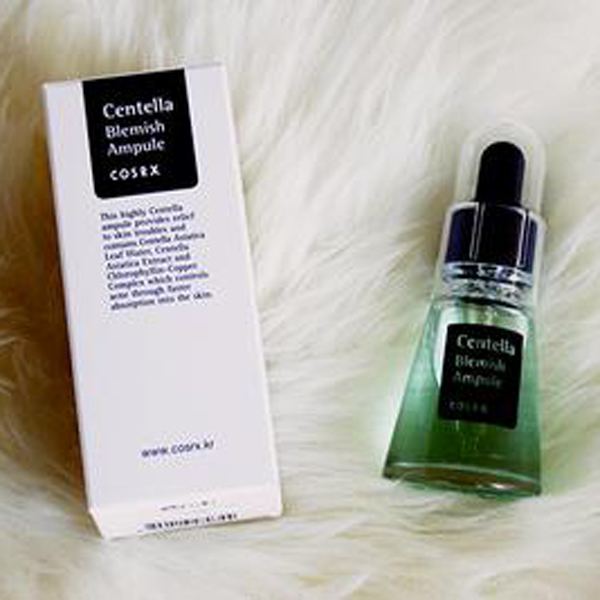 Centella
Blemish
Ampule
COSRX
This highly Centella
ampule provides relief
to skin troubles and
contains Centella Asiatica
Leaf Water, Centella
Asiatica Extract and
Chlorophyllin-Copper
Complex which controls
acne through faster
absorption into the skin.
www.cosrx.kr
Centella
Blemish
Ampule
COSRX